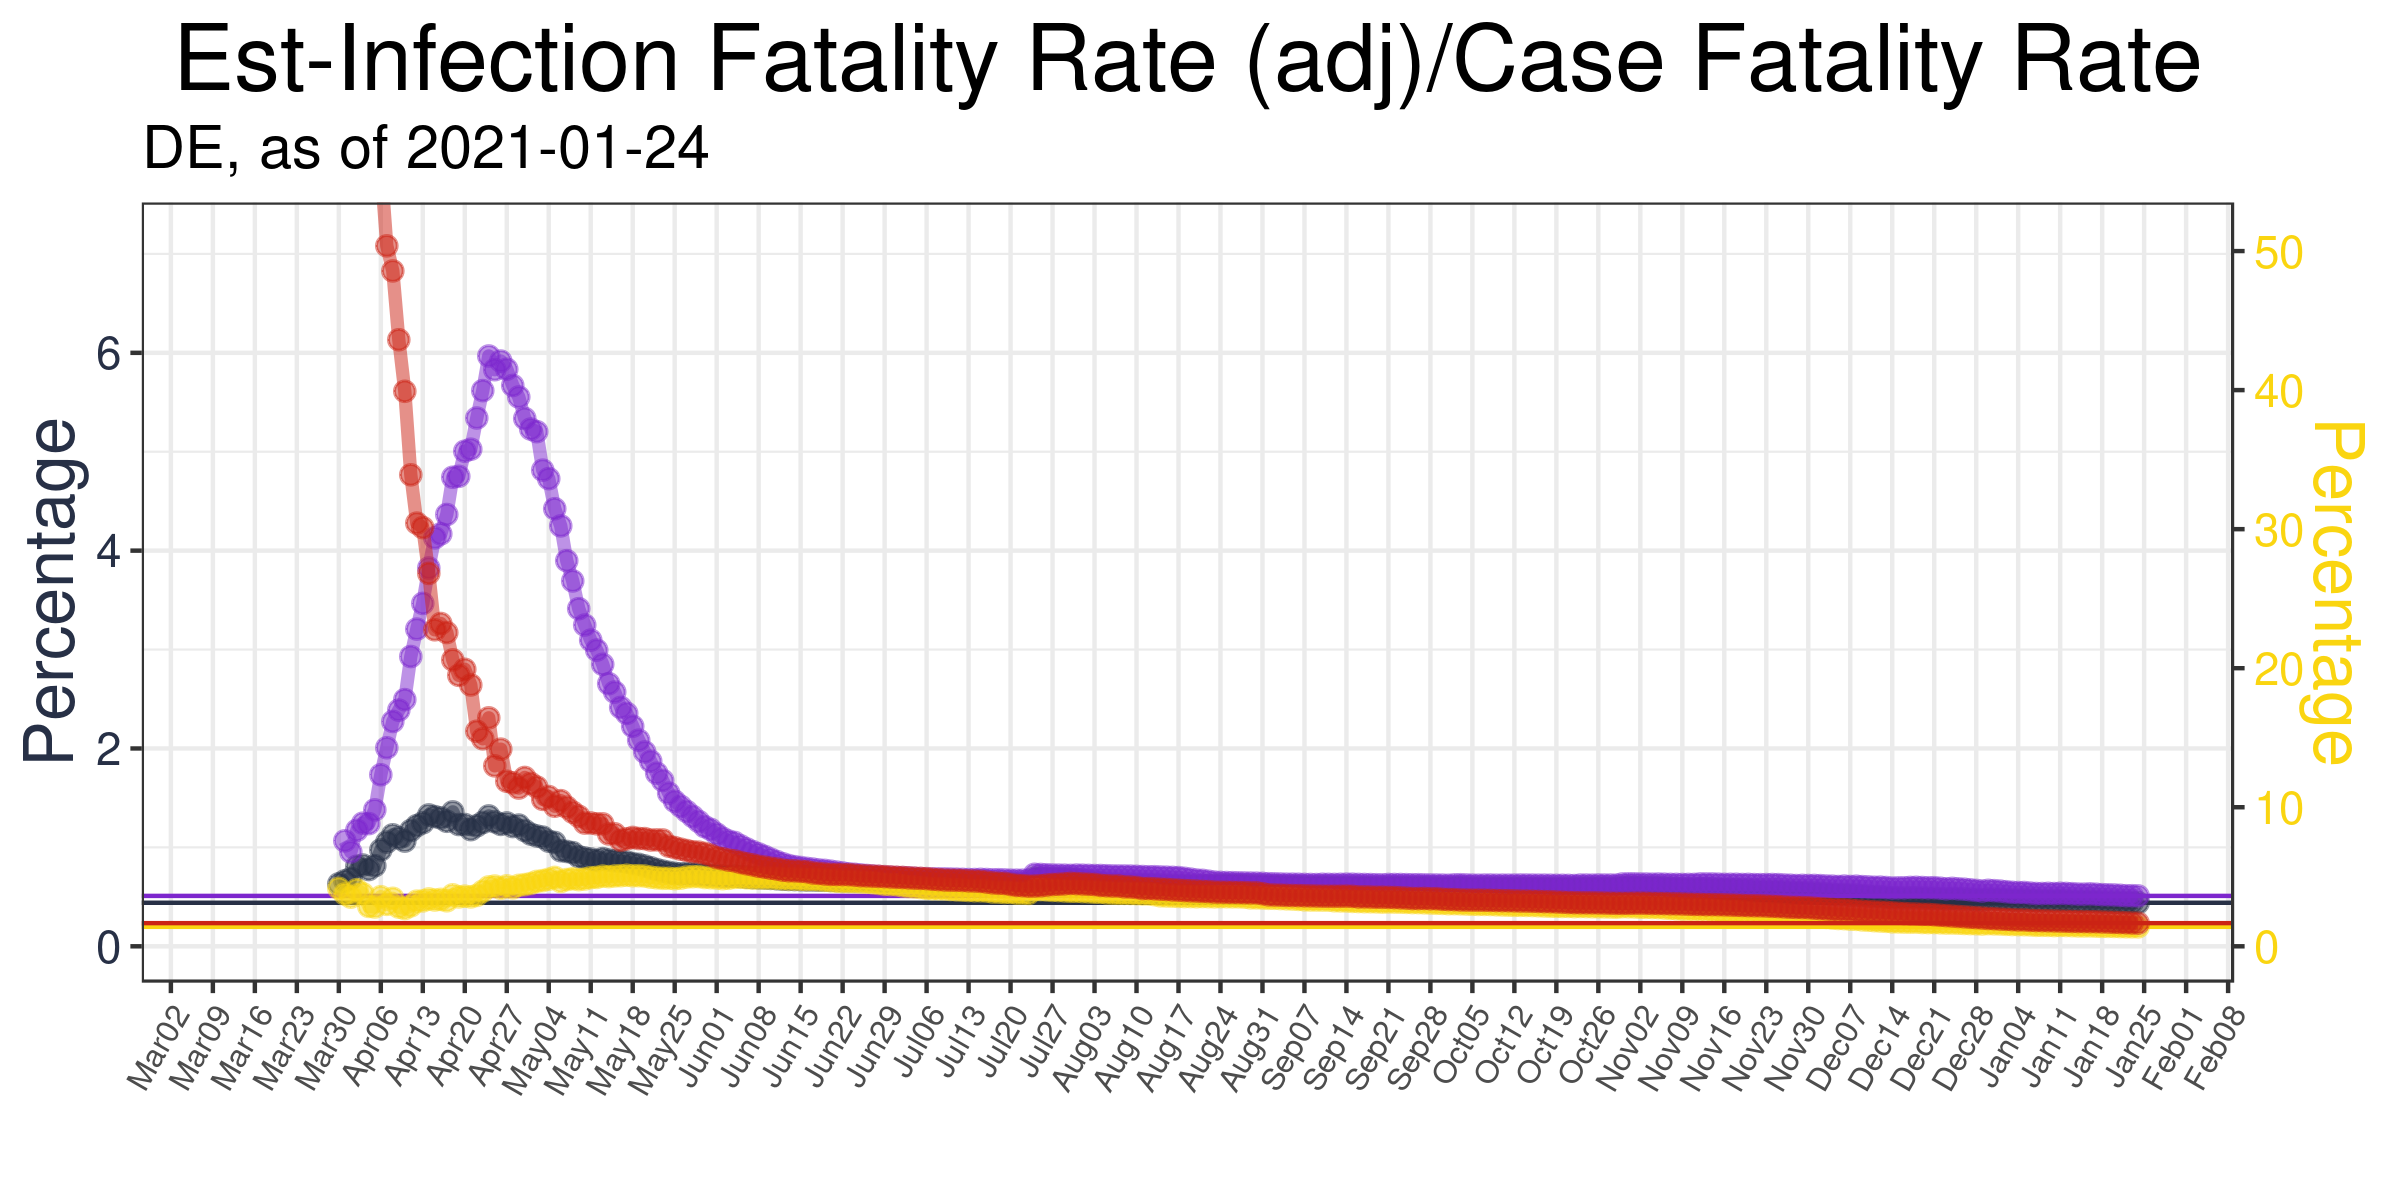 Est-Infection Fatality Rate (adj)/Case Fatality Rate
DE, as of 2021-01-24
Percentage
6
4
2
0
50
40
30
20
10
0
Percentage
Mar02
Mar09
Mar16
Mar23
Mar30
Apr06
Apr13
Apr20
Apr27
May04
May11
May18
May25
Jun01
Jun08
Jun15
Jun22
Jun29
Jul06
Jul13
Jul20
Jul27
Aug03
Aug10
Aug17
Aug24
Aug31
Sep07
Sep14
Sep21
Sep28
Oct05
Oct12
Oct19
Oct26
Nov02
Nov09
Nov16
Nov23
Nov30
Dec07
Dec14
Dec21
Dec28
Jan04
Jan11
Jan18
Jan25
Feb01
Feb08